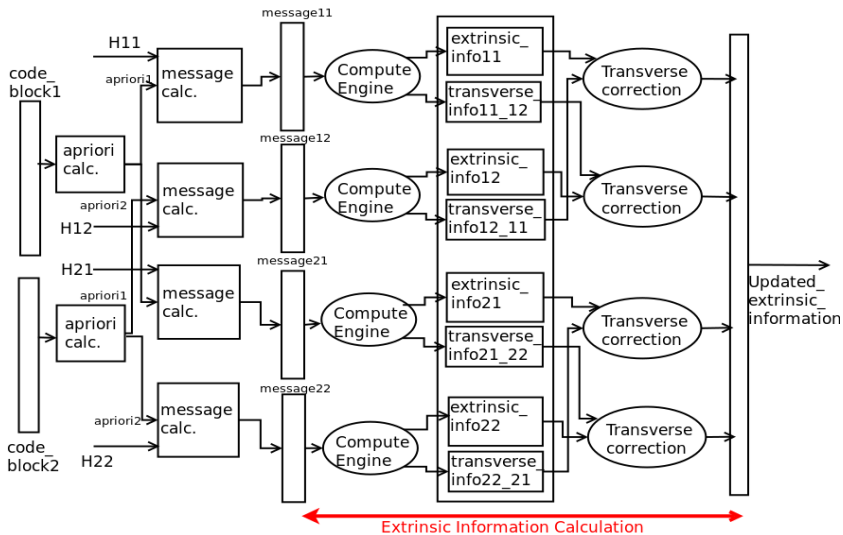 message11
H11
extrinsic_
info11
code_
block1
apriori1
message
calc.
Compute
Engine
transverse_
info11_12
Transverse
correction
message12
apriori
calc.
apriori2
message
calc.
Compute
Engine
extrinsic_
info12
transverse_
info12_11
Transverse
correction
H12
message21
H21
apriori1
message
calc.
extrinsic_
info21
Updated_
extrinsic_
information
apriori
calc.
Compute
Engine
transverse_
info21_22
Transverse
correction
message22
apriori2
message
calc.
extrinsic_
info22
code_
block2
H22
Compute
Engine
transverse_
info22_21
Transverse
correction
Extrinsic Information Calculation